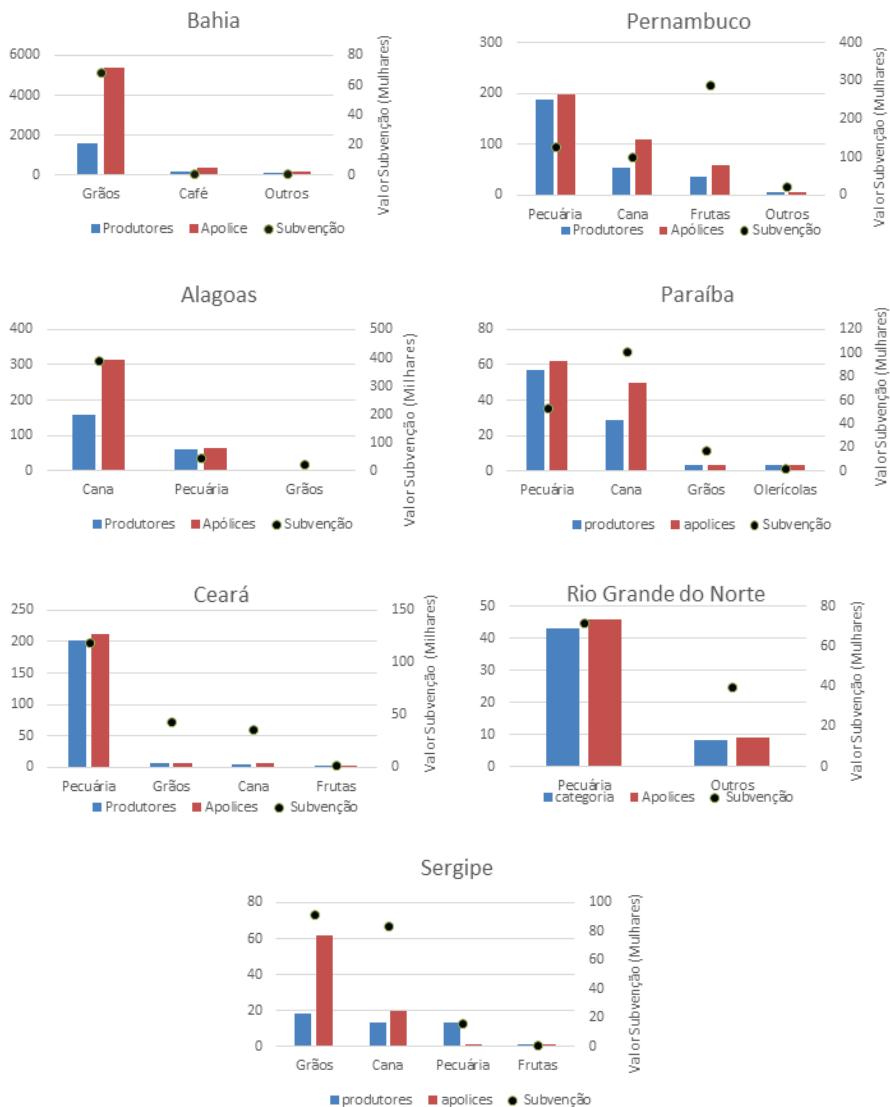 Bahia
6000
4000
2000
0
80
60
40
20
0
Valor Subvenção (Mulhares)
Grãos Café Outros
Produtores Apolice Subvenção
Pernambuco
300
200
100
0
400
300
200
100
0
Valor Subvenção (Mulhares)
Pecuária Cana Frutas Outros
Produtores Apólices Subvenção
Alagoas
400
300
200
100
0
500
400
300
200
100
0
Valor Subvenção (Milhares)
Cana Pecuária Grãos
Produtores Apólices Subvenção
Paraíba
80
60
40
20
0
120
100
80
60
40
20
0
Valor Subvenção (Mulhares)
Pecuária Cana Grãos Olerícolas
produtores apolices Subvenção
Ceará
250
200
150
100
50
0
150
100
50
0
Valor Subvenção (Milhares)
Pecuária Grãos Cana Frutas
Produtores Apolices Subvenção
Rio Grande do Norte
50
40
30
20
10
0
80
60
40
20
0
Valor Subvenção (Mulhares)
Pecuária Outros
categoria Apolices Subvenção
Sergipe
80
60
40
20
0
100
80
60
40
20
0
Valor Subvenção (Mulhares)
Grãos Cana Pecuária Frutas
produtores apolices Subvenção